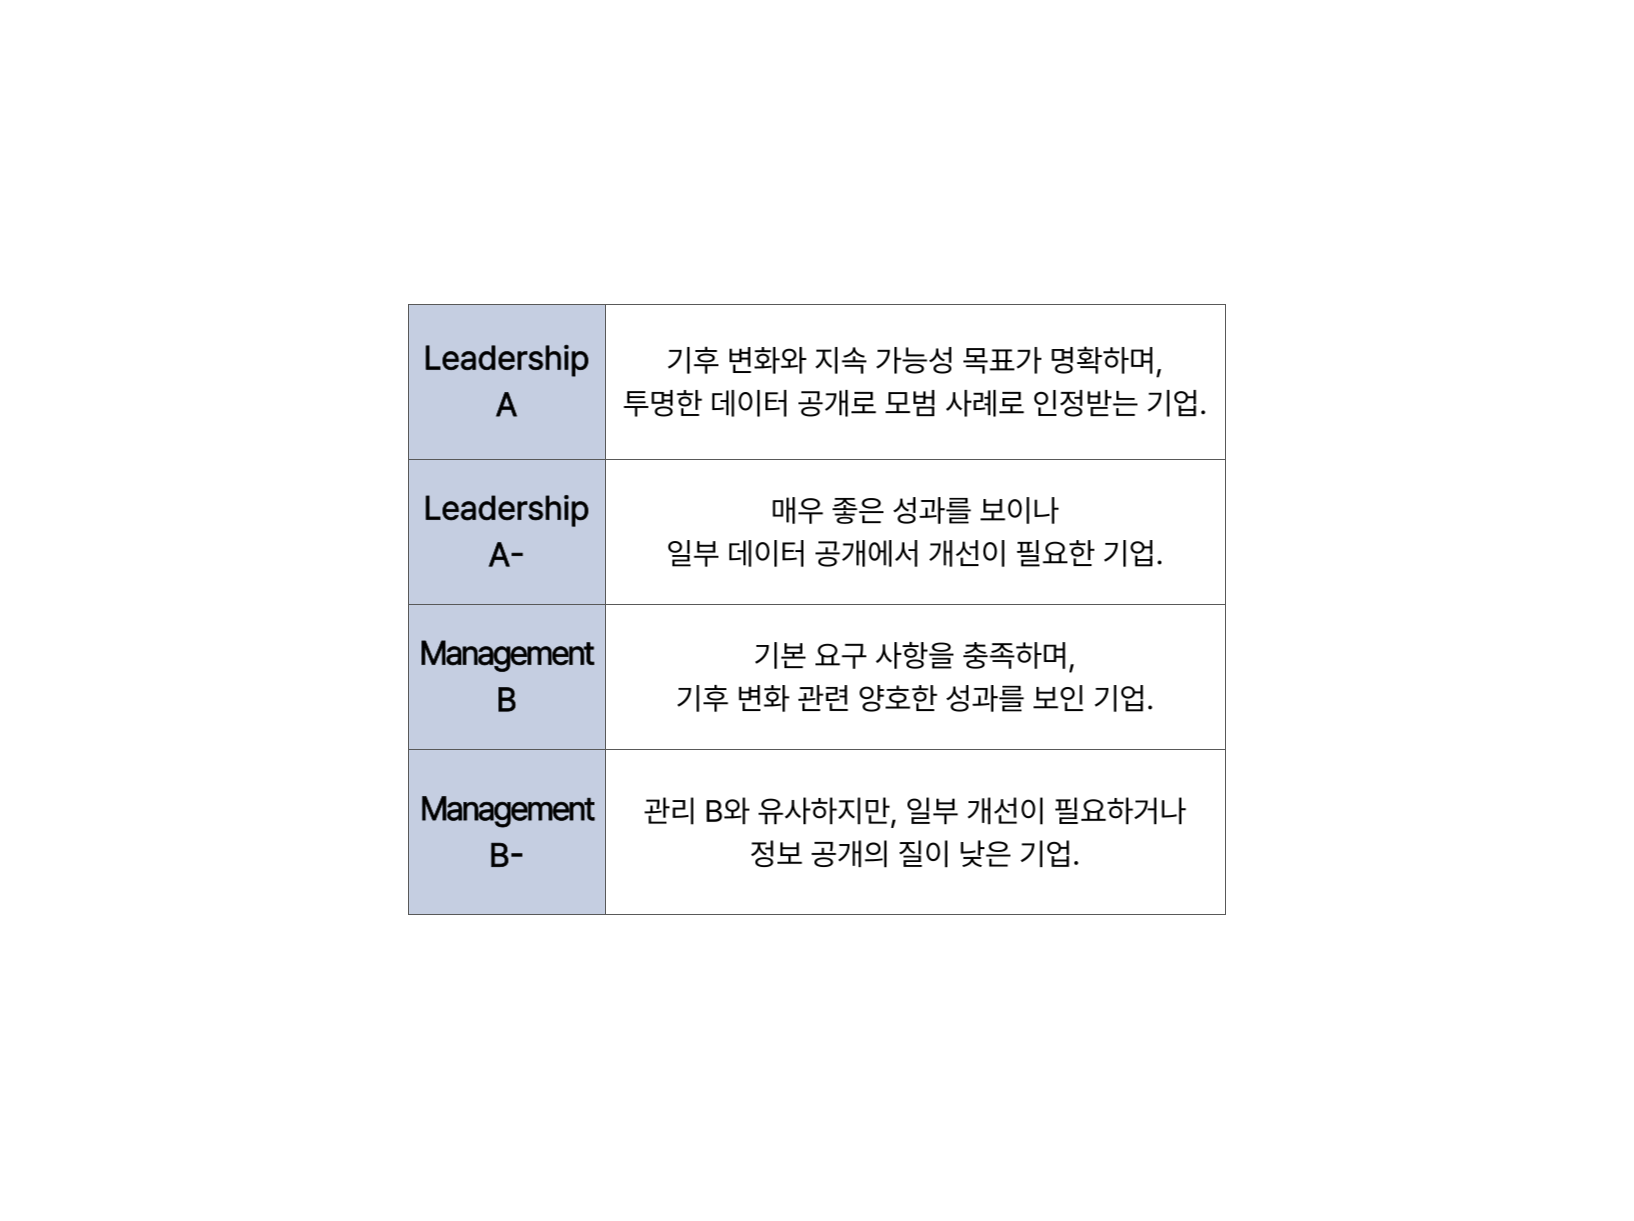 Leadership
A
기후 변화와 지속 가능성 목표가 명확하며,
투명한 데이터 공개로 모범 사례로 인정받는 기업.
Leadership
A-
매우 좋은 성과를 보이나
일부 데이터 공개에서 개선이 필요한 기업.
Management
B
기본 요구 사항을 충족하며,
기후 변화 관련 양호한 성과를 보인 기업.
Management
B-
관리 B와 유사하지만, 일부 개선이 필요하거나
정보 공개의 질이 낮은 기업.